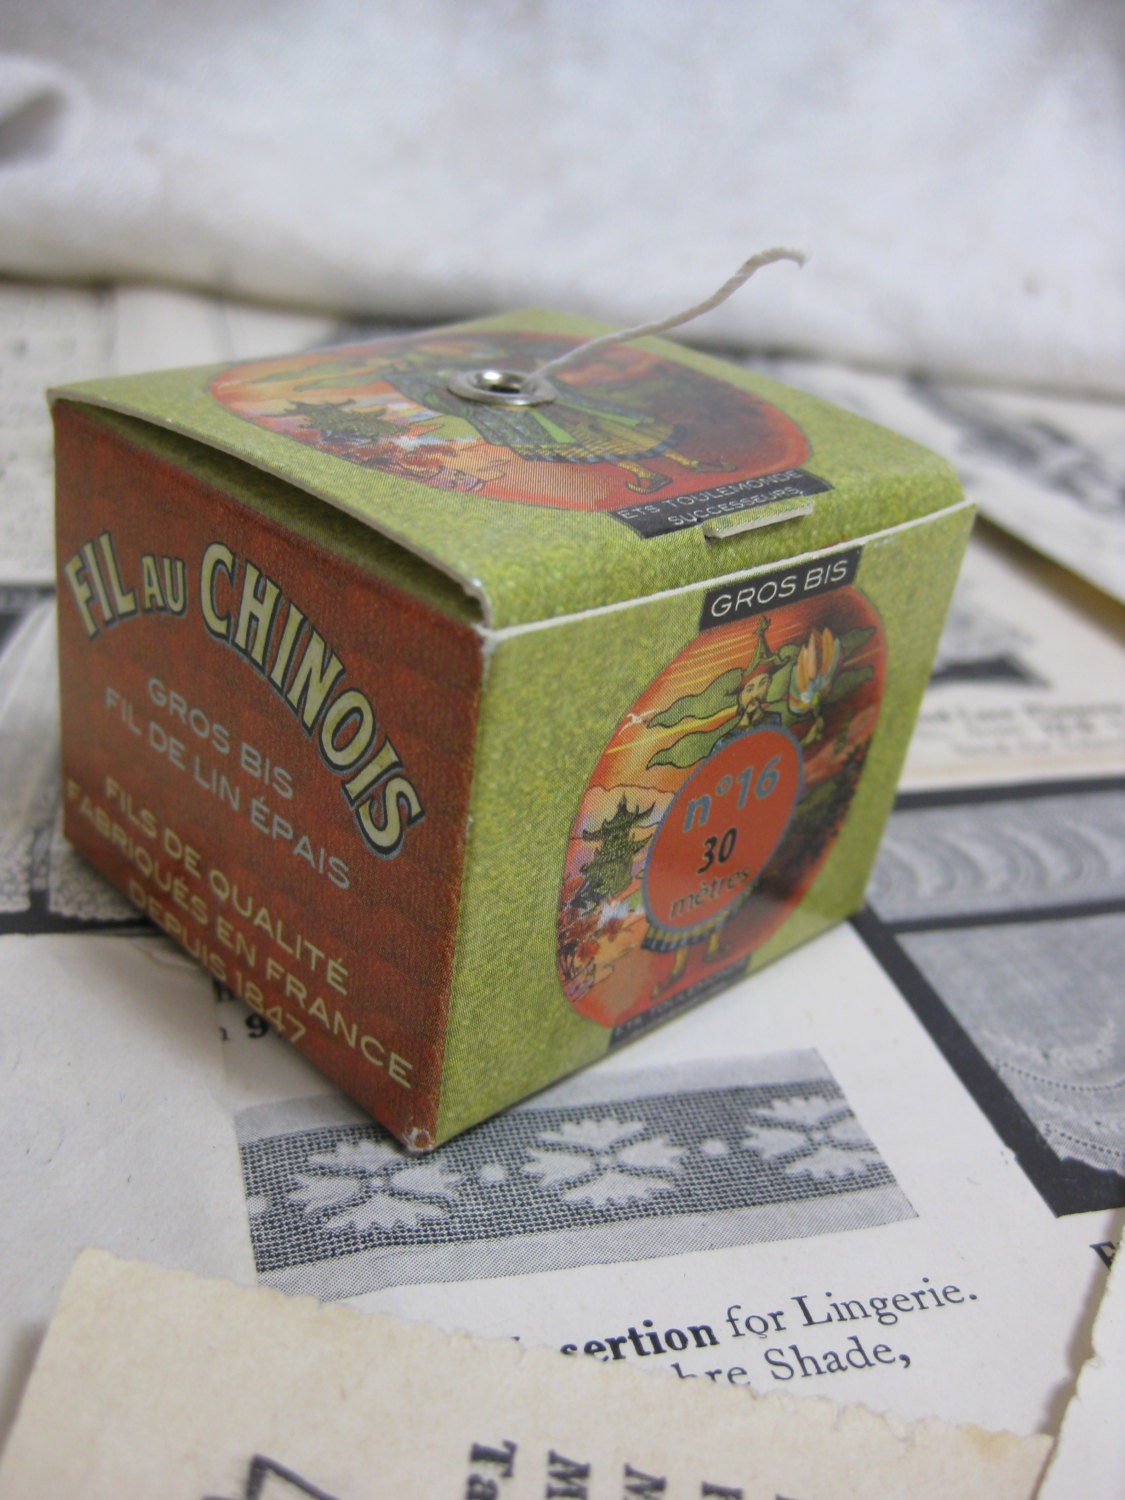 ETS TOULEMONDE
SUCCESSEURS
FIL AU CHINOIS
GROS BIS
FIL DE LIN ÉPAIS
FILS DE QUALITÉ
FABRIQUÉS EN FRANCE
DEPUIS 1847
GROS BIS
n°16
30
mètres
sertion for Lingerie.
Shade,